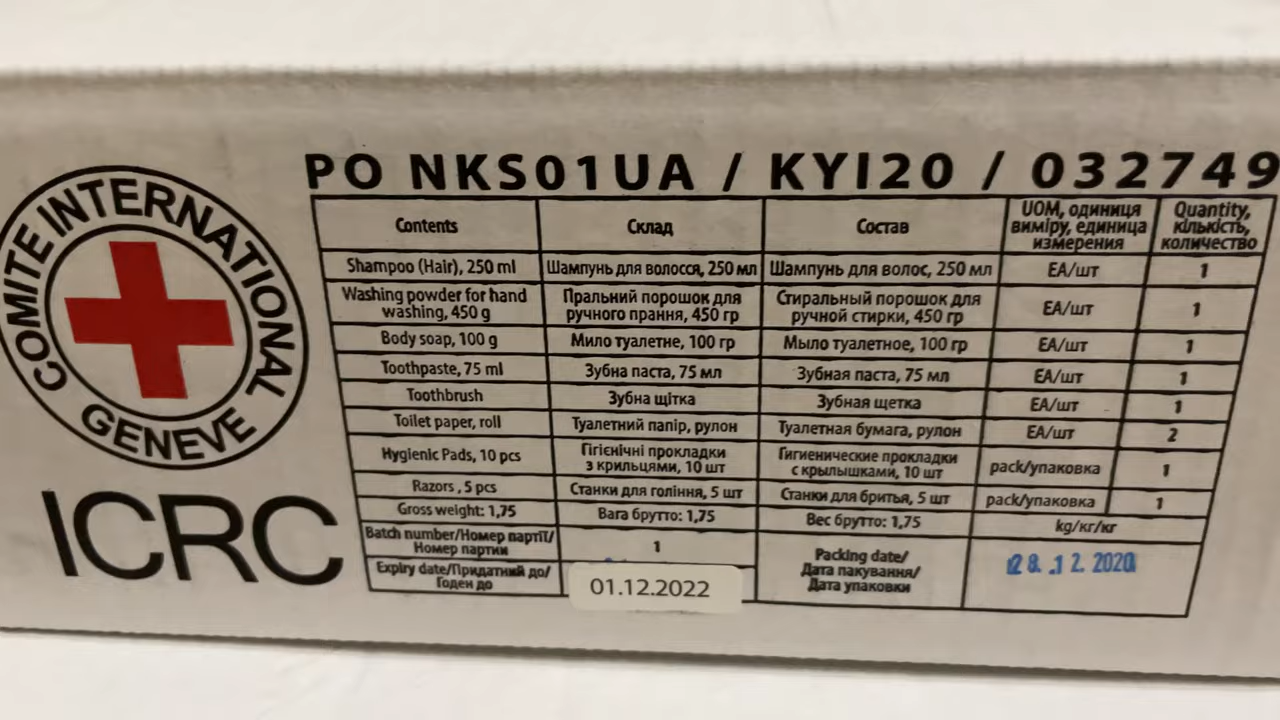 COMITE INTERNATIONAL GENEVE
ICRC
PO NKS01UA / KYI20 / 032749
Contents Склад Состав UOM, одиниця виміру, единица измерения Quantity, кількість, количество
Shampoo (Hair), 250 ml Шампунь для волосся, 250 мл Шампунь для волос, 250 мл EA/шт 1
Washing powder for hand washing, 450 g Пральний порошок для ручного прання, 450 гр Стиральный порошок для ручной стирки, 450 гр EA/шт 1
Body soap, 100 g Мило туалетне, 100 гр Мыло туалетное, 100 гр EA/шт 1
Toothpaste, 75 ml Зубна паста, 75 мл Зубная паста, 75 мл EA/шт 1
Toothbrush Зубна щітка Зубная щетка EA/шт 1
Toilet paper, roll Туалетний папір, рулон Туалетная бумага, рулон EA/шт 2
Hygienic Pads, 10 pcs Гігієнічні прокладки з крильцями, 10 шт Гигиенические прокладки с крылышками, 10 шт pack/упаковка 1
Razors , 5 pcs Станки для гоління, 5 шт Станки для бритья, 5 шт pack/упаковка 1
Gross weight: 1,75 Вага брутто: 1,75 Вес брутто: 1,75 kg/кг/кг
Batch number/Номер партії/ Номер партии 1 Packing date/ Дата пакування/ Дата упаковки 28.12.2020
Expiry date/Придатний до/ Годен до 01.12.2022